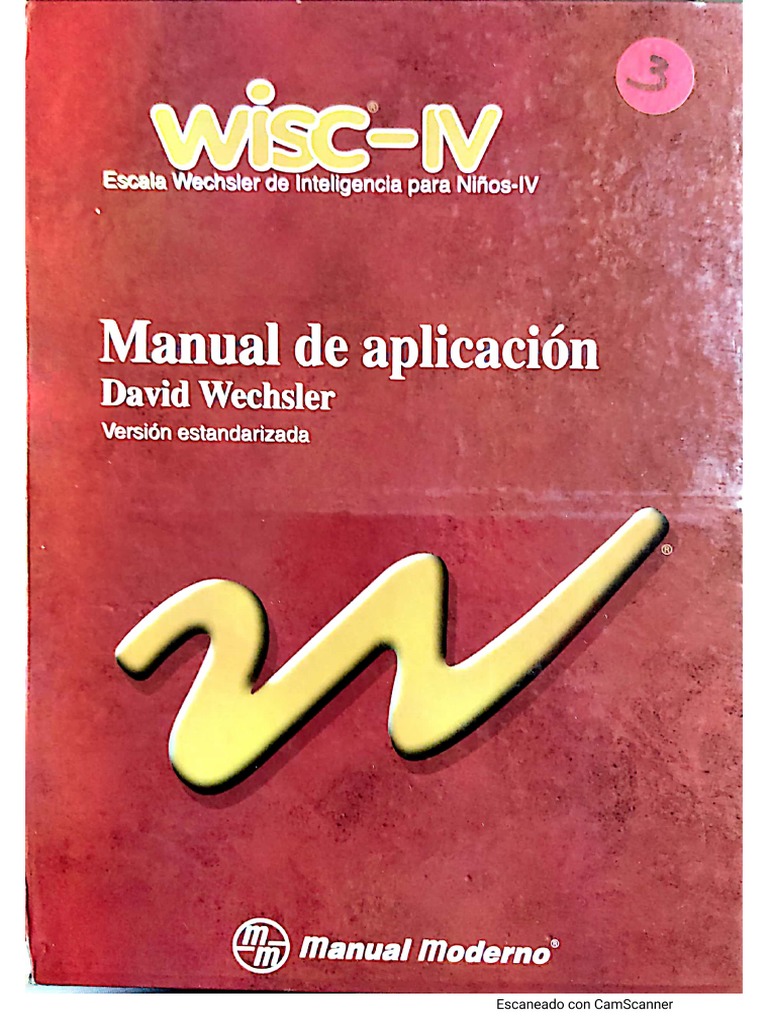 3
WISC®-IV
Escala Wechsler de Inteligencia para Niños-IV
Manual de aplicación
David Wechsler
Versión estandarizada
®
mm Manual Moderno®
Escaneado con CamScanner